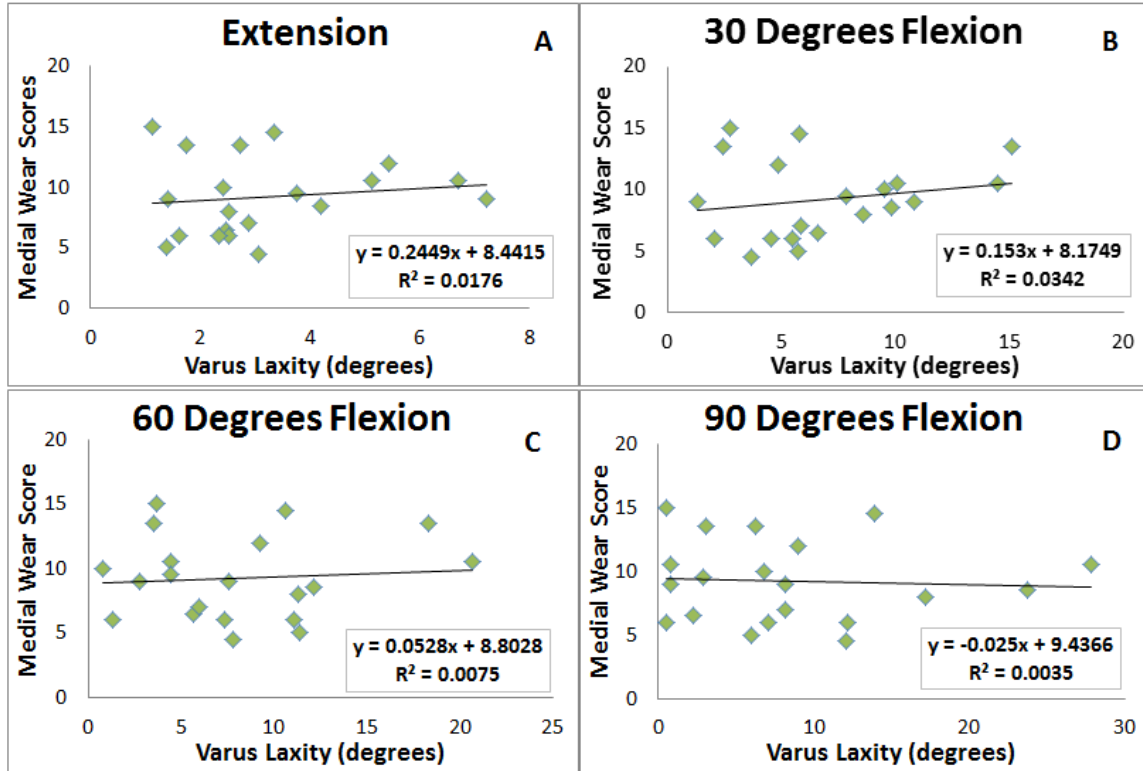 Extension
A
Medial Wear Scores
20
15
10
5
0
0 2 4 6 8
y = 0.2449x + 8.4415
R² = 0.0176
Varus Laxity (degrees)
30 Degrees Flexion
B
Medial Wear Score
20
15
10
5
0
0 5 10 15 20
y = 0.153x + 8.1749
R² = 0.0342
Varus Laxity (degrees)
60 Degrees Flexion
C
Medial Wear Score
20
15
10
5
0
0 5 10 15 20 25
y = 0.0528x + 8.8028
R² = 0.0075
Varus Laxity (degrees)
90 Degrees Flexion
D
Medial Wear Score
20
15
10
5
0
0 10 20 30
y = -0.025x + 9.4366
R² = 0.0035
Varus Laxity (degrees)